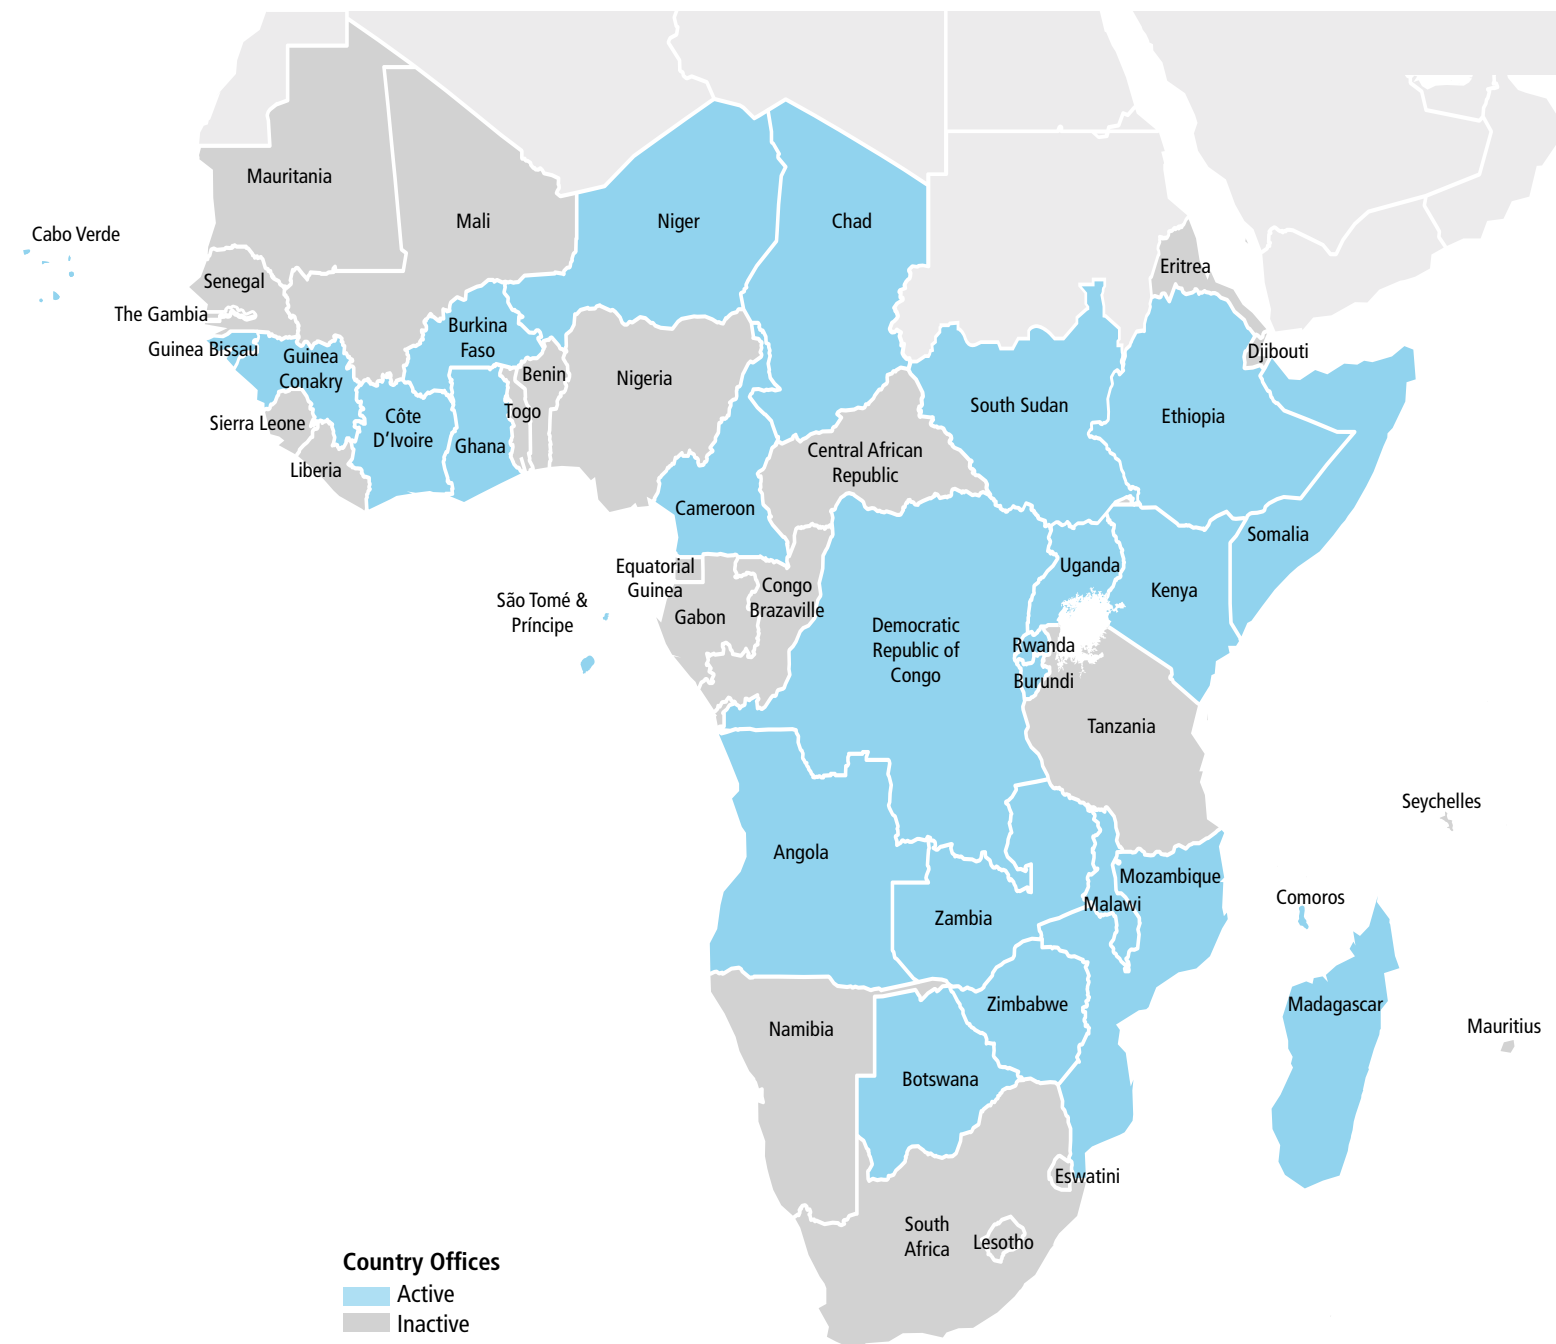 Mauritania
Mali
Niger
Chad
Cabo Verde
Eritrea
Senegal
The Gambia
Burkina
Faso
Guinea Bissau
Guinea
Conakry
Djibouti
Benin
Nigeria
Togo
South Sudan
Ethiopia
Sierra Leone
Côte
D’Ivoire
Ghana
Central African
Republic
Liberia
Cameroon
Somalia
Equatorial
Guinea
Uganda
Congo
Brazaville
Kenya
São Tomé &
Príncipe
Gabon
Democratic
Republic of
Congo
Rwanda
Burundi
Tanzania
Seychelles
Angola
Mozambique
Malawi
Comoros
Zambia
Zimbabwe
Madagascar
Namibia
Mauritius
Botswana
Eswatini
South
Africa
Lesotho
Country Offices
Active
Inactive